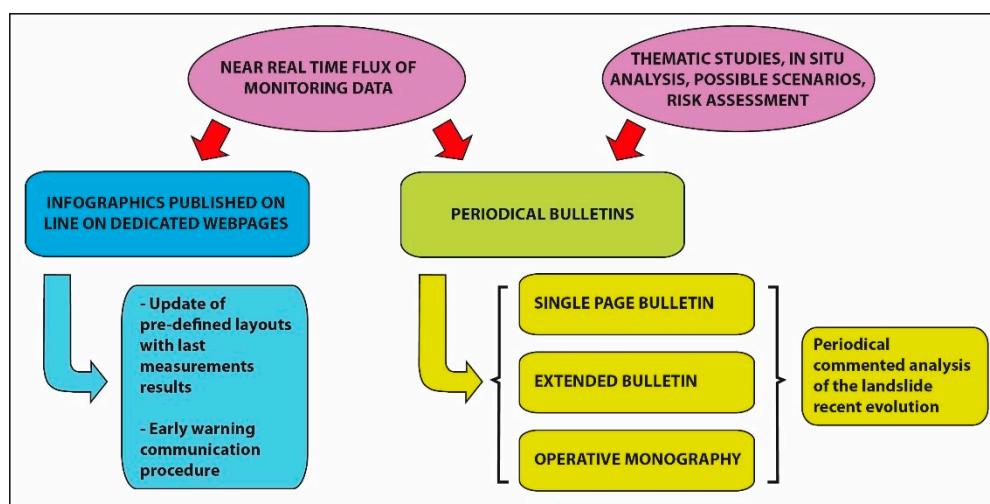 NEAR REAL TIME FLUX OF
MONITORING DATA
THEMATIC STUDIES, IN SITU
ANALYSIS, POSSIBLE SCENARIOS,
RISK ASSESSMENT
INFOGRAPHICS PUBLISHED ON
LINE ON DEDICATED WEBPAGES
PERIODICAL BULLETINS
- Update of
pre-defined layouts
with last
measurements
results
- Early warning
communication
procedure
SINGLE PAGE BULLETIN
EXTENDED BULLETIN
OPERATIVE MONOGRAPHY
Periodical
commented analysis
of the landslide
recent evolution